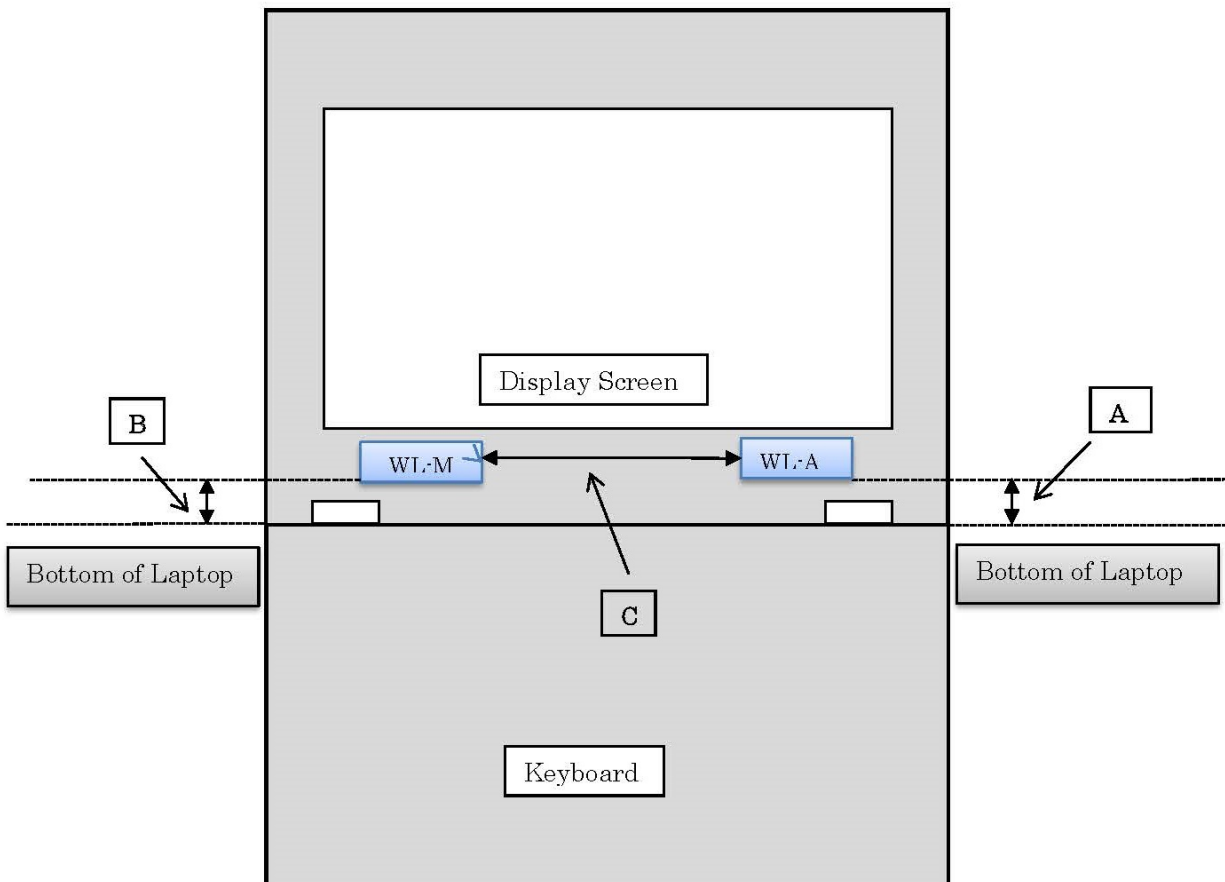 Display Screen
B
A
WL-M
WL-A
Bottom of Laptop
Bottom of Laptop
C
Keyboard